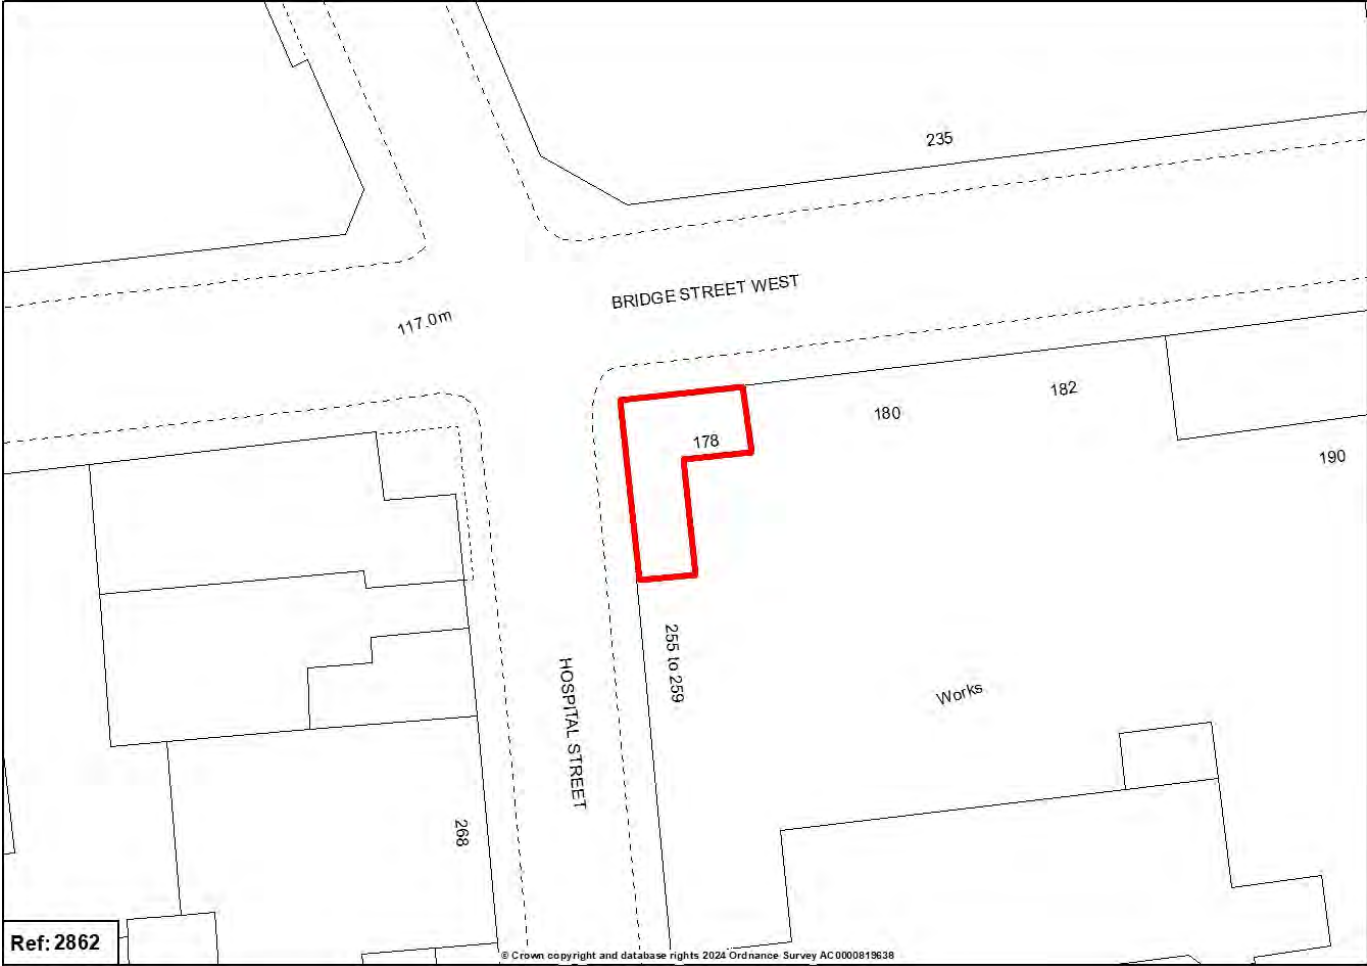 235
BRIDGE STREET WEST
117.0m
182
180
178
190
255 to 259
Works
HOSPITAL STREET
268
Ref: 2862
© Crown copyright and database rights 2024 Ordnance Survey AC0000819638